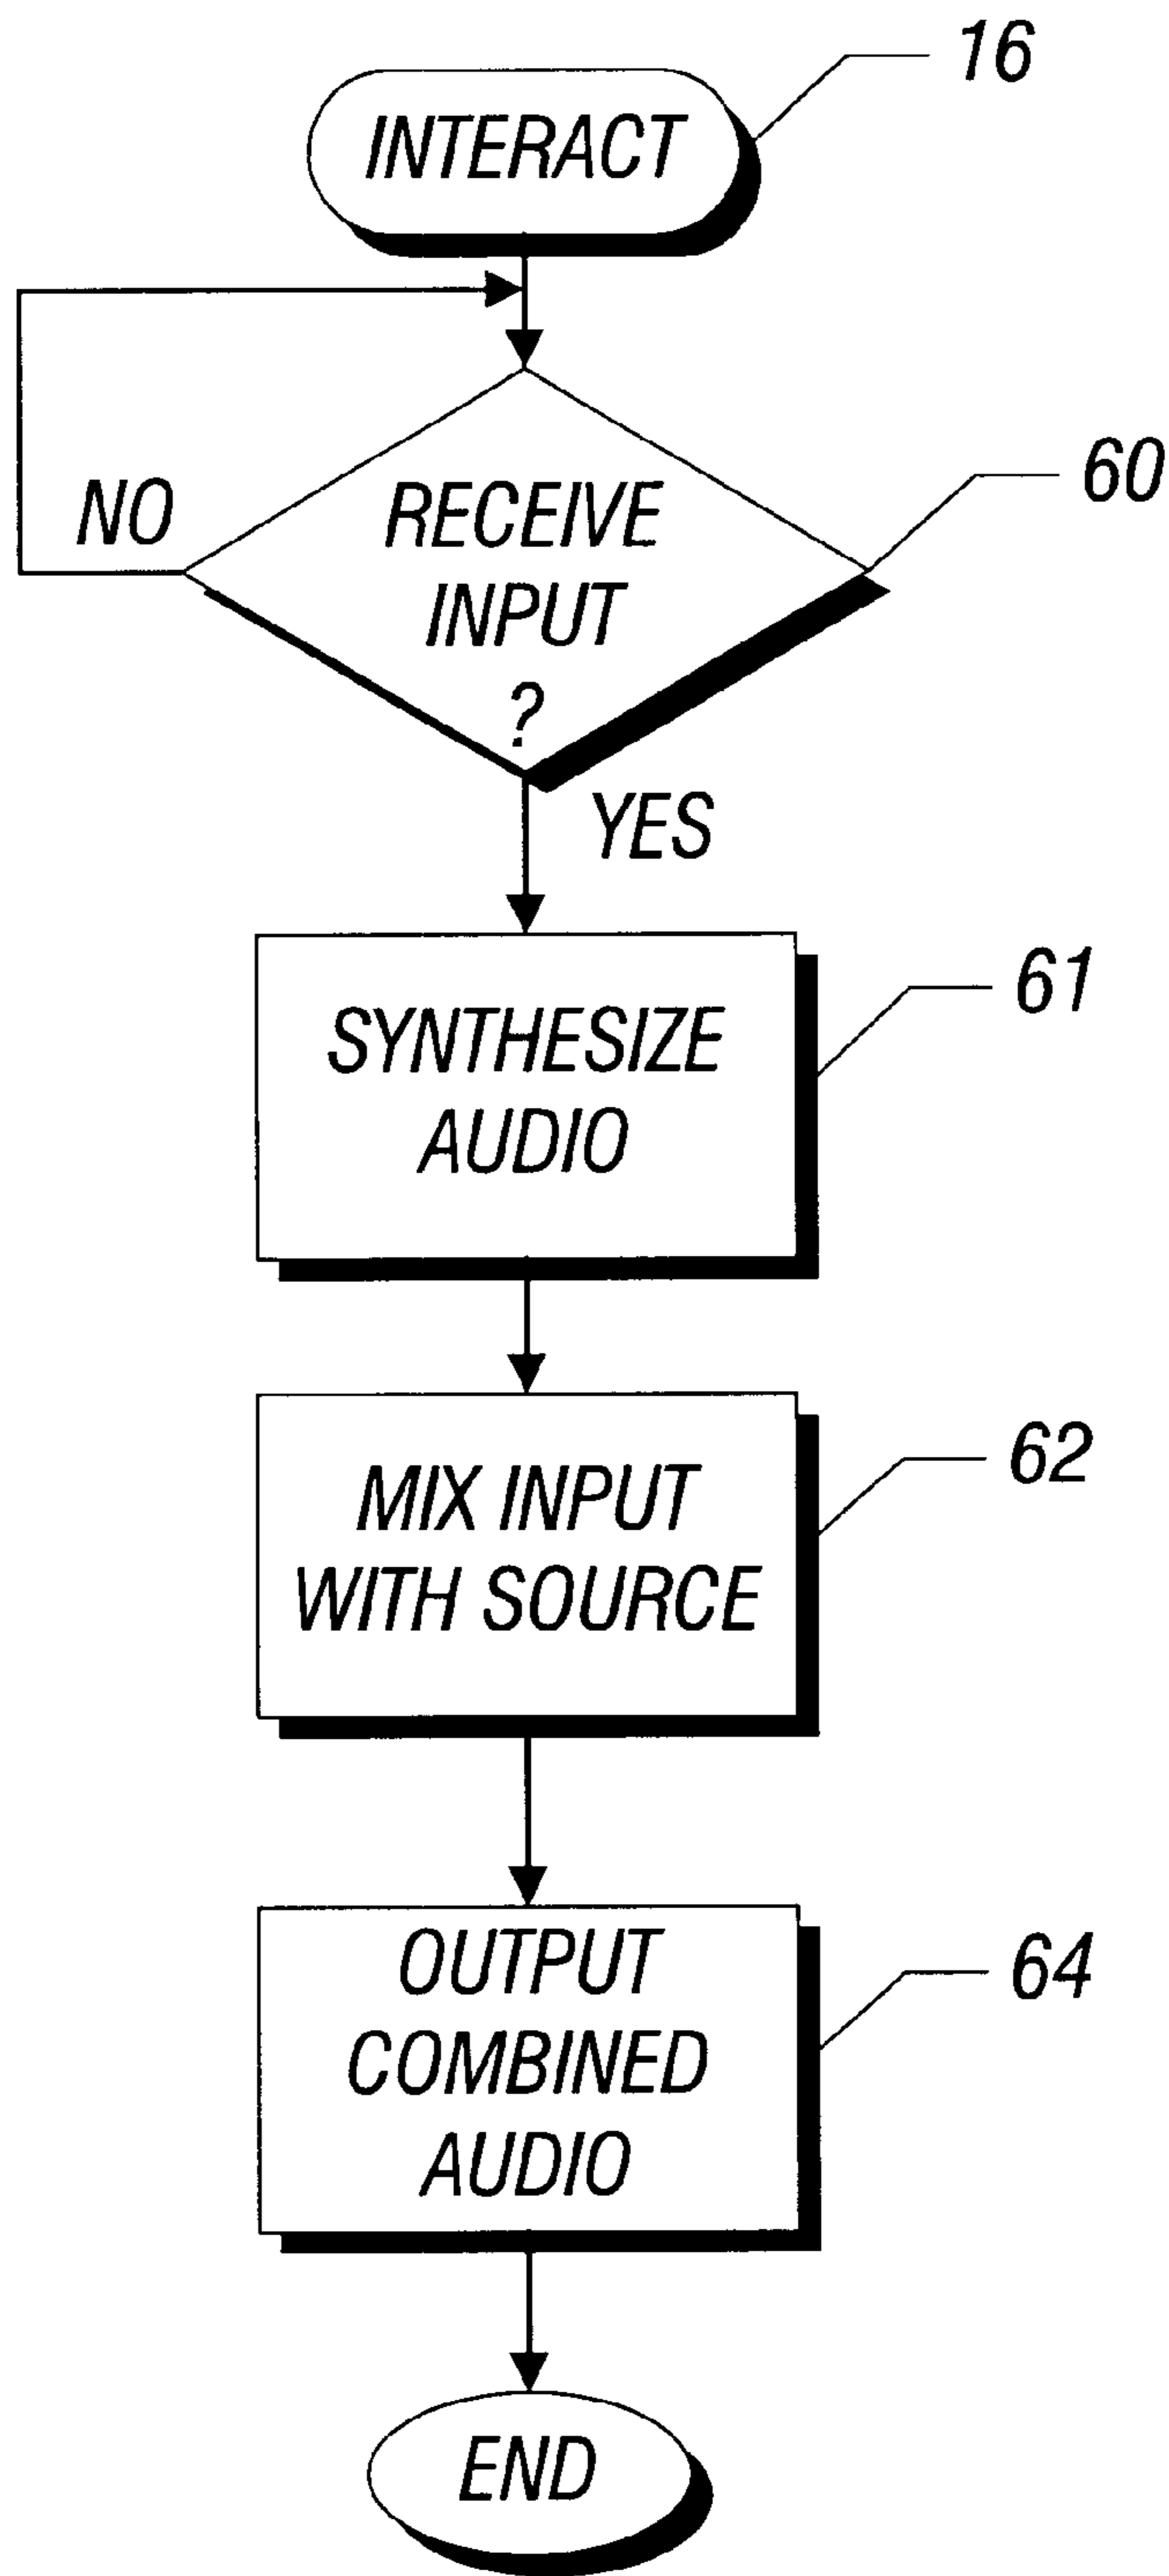 16
INTERACT
60
NO
RECEIVE
INPUT
?
YES
61
SYNTHESIZE
AUDIO
62
MIX INPUT
WITH SOURCE
64
OUTPUT
COMBINED
AUDIO
END